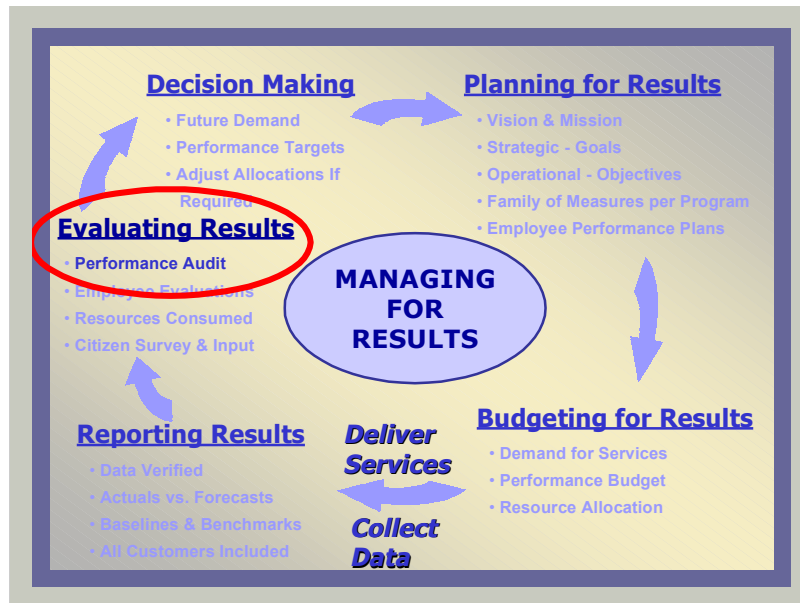 Decision Making
• Future Demand
• Performance Targets
• Adjust Allocations If
Required
Planning for Results
• Vision & Mission
• Strategic - Goals
• Operational - Objectives
• Family of Measures per Program
• Employee Performance Plans
Evaluating Results
• Performance Audit
• Employee Evaluations
• Resources Consumed
• Citizen Survey & Input
MANAGING
FOR
RESULTS
Reporting Results
• Data Verified
• Actuals vs. Forecasts
• Baselines & Benchmarks
• All Customers Included
Deliver
Services
Collect
Data
Budgeting for Results
• Demand for Services
• Performance Budget
• Resource Allocation